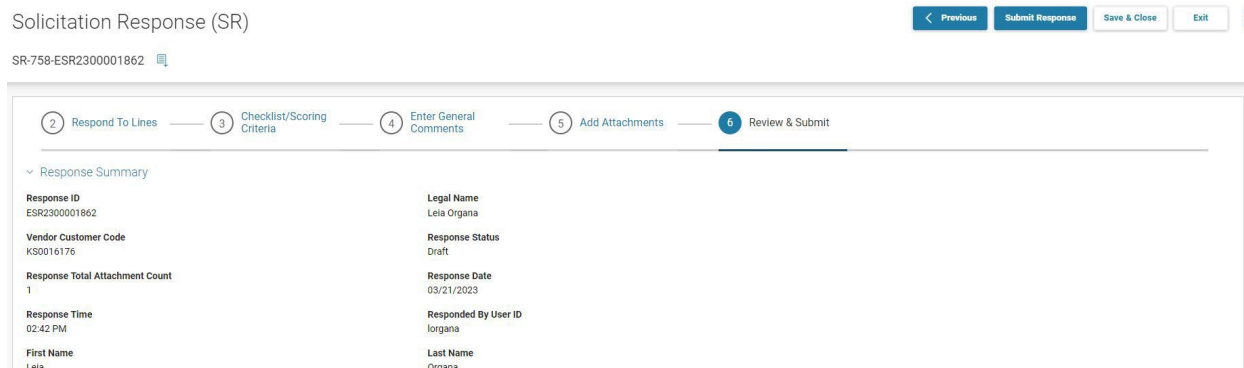 Solicitation Response (SR)
Previous
Submit Response
Save & Close
Exit
SR-758-ESR2300001862
2 Respond To Lines
3 Checklist/Scoring
Criteria
4 Enter General
Comments
5 Add Attachments
6 Review & Submit
Response Summary
Response ID
ESR2300001862
Legal Name
Leia Organa
Vendor Customer Code
KS0016176
Response Status
Draft
Response Total Attachment Count
1
Response Date
03/21/2023
Response Time
02:42 PM
Responded By User ID
lorgana
First Name
Leia
Last Name
Organa